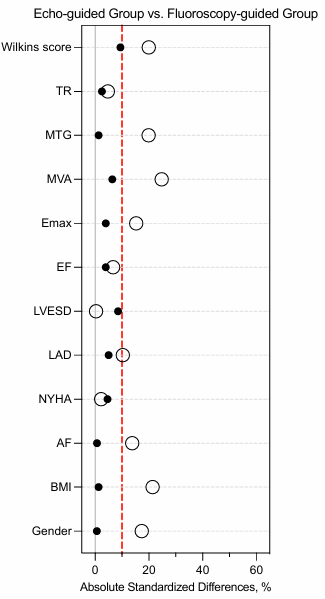 Echo-guided Group vs. Fluoroscopy-guided Group
Wilkins score
TR
MTG
MVA
Emax
EF
LVESD
LAD
NYHA
AF
BMI
Gender
0 20 40 60
Absolute Standardized Differences, %